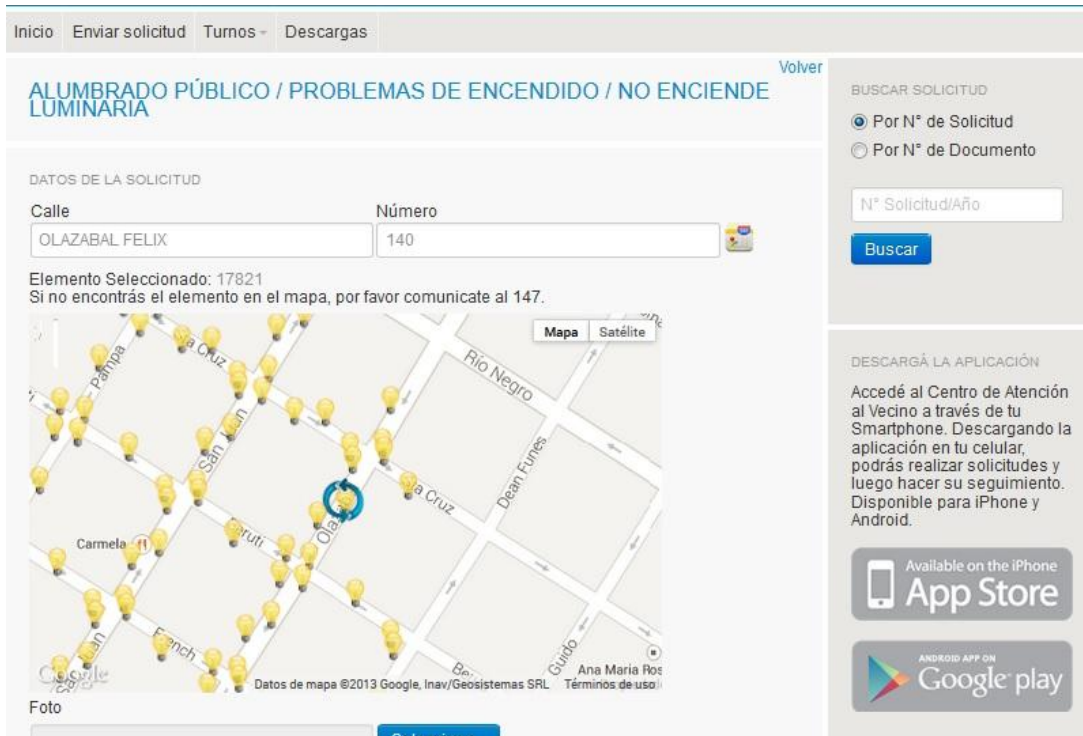 Inicio Enviar solicitud Turnos Descargas
Volver
ALUMBRADO PÚBLICO / PROBLEMAS DE ENCENDIDO / NO ENCIENDE
LUMINARIA
DATOS DE LA SOLICITUD
Calle
Número
OLAZABAL FELIX
140
Elemento Seleccionado: 17821
Si no encontrás el elemento en el mapa, por favor comunicate al 147.
Mapa Satélite
Pampa
Cruz
Río Negro
San Juan
Dean Funes
Cruz
Carmela
Beruti
French
Guido
San Juan
Google
Ana Maria Ros
Datos de mapa ©2013 Google, Inav/Geosistemas SRL Términos de uso
Foto
BUSCAR SOLICITUD
Por N° de Solicitud
Por N° de Documento
N° Solicitud/Año
Buscar
DESCARGÁ LA APLICACIÓN
Accedé al Centro de Atención
al Vecino a través de tu
Smartphone. Descargando la
aplicación en tu celular,
podrás realizar solicitudes y
luego hacer su seguimiento.
Disponible para iPhone y
Android.
Available on the iPhone
App Store
ANDROID APP ON
Google play